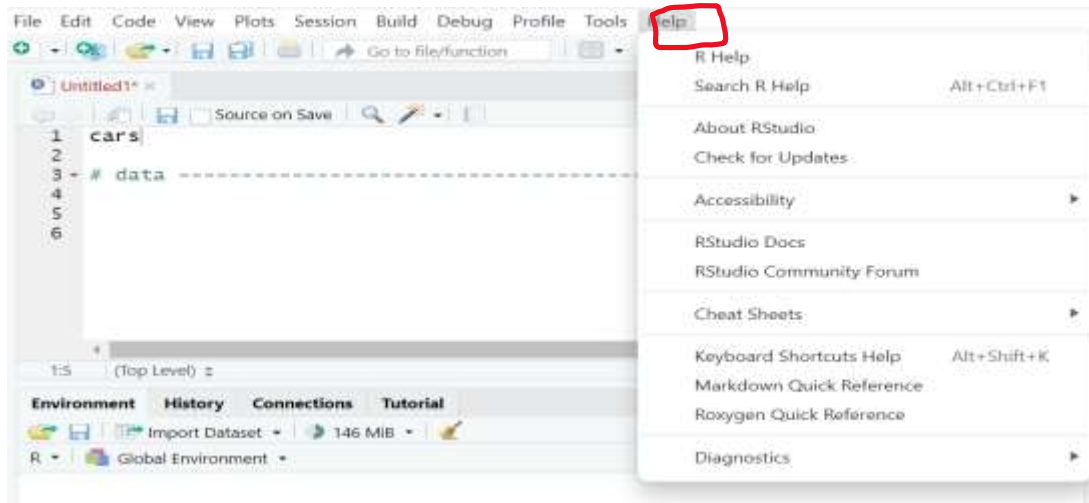 File Edit Code View Plots Session Build Debug Profile Tools Help
Go to file/function
Untitled1*
Source on Save
1 cars
2
3 # data ----------------------------------------
4
5
6
1:5 (Top Level)
Environment History Connections Tutorial
Import Dataset 146 MiB
R Global Environment
R Help
Search R Help Alt+Ctrl+F1
About RStudio
Check for Updates
Accessibility
RStudio Docs
RStudio Community Forum
Cheat Sheets
Keyboard Shortcuts Help Alt+Shift+K
Markdown Quick Reference
Roxygen Quick Reference
Diagnostics